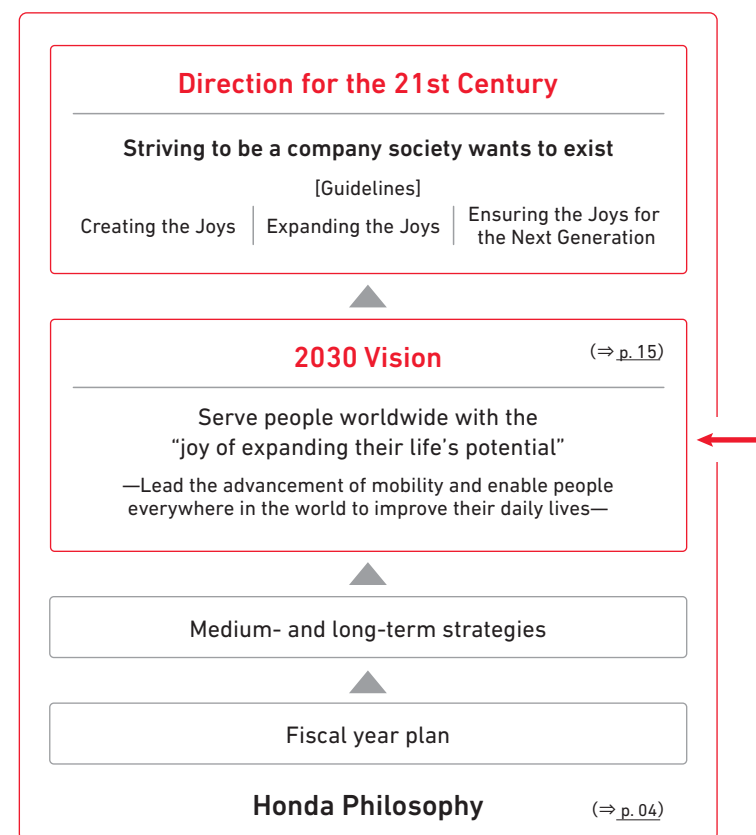 Direction for the 21st Century
Striving to be a company society wants to exist
[Guidelines]
Creating the Joys
Expanding the Joys
Ensuring the Joys for
the Next Generation
2030 Vision
(⇒ p. 15)
Serve people worldwide with the
“joy of expanding their life’s potential”
—Lead the advancement of mobility and enable people
everywhere in the world to improve their daily lives—
Medium- and long-term strategies
Fiscal year plan
Honda Philosophy
(⇒ p. 04)